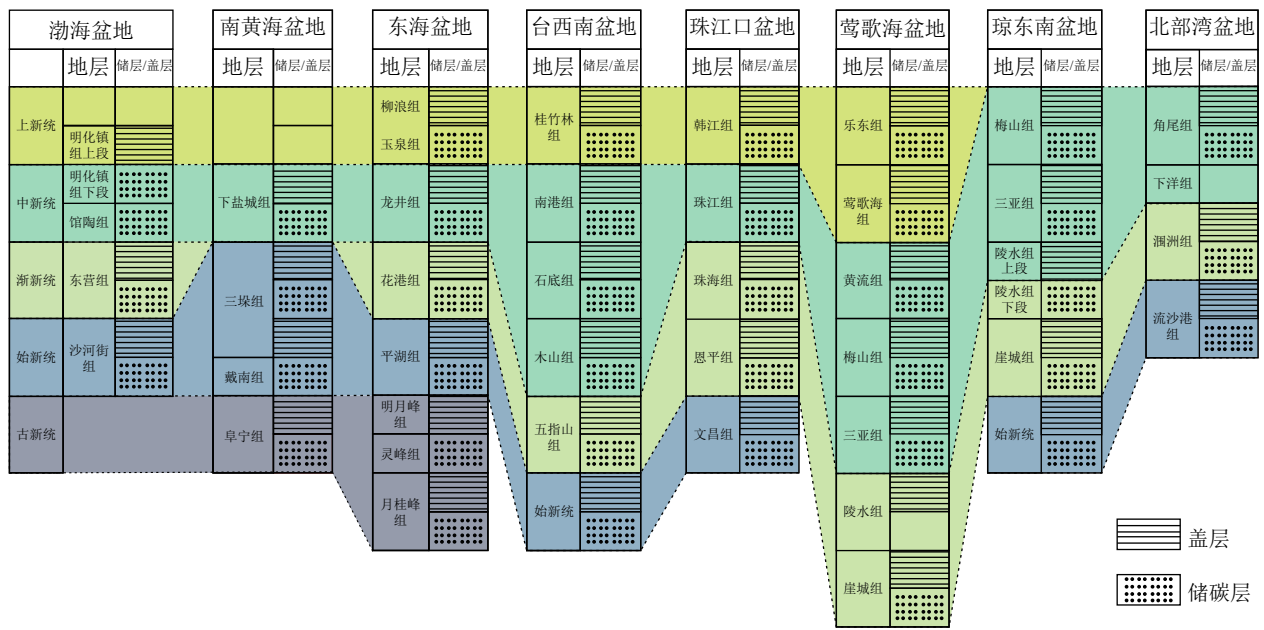 渤海盆地
南黄海盆地
东海盆地
台西南盆地
珠江口盆地
莺歌海盆地
琼东南盆地
北部湾盆地
地层 储层/盖层
地层 储层/盖层
地层 储层/盖层
地层 储层/盖层
地层 储层/盖层
地层 储层/盖层
地层 储层/盖层
地层 储碳/盖层
上新统
中新统
渐新统
始新统
古新统
明化镇
组上段
明化镇
组下段
馆陶组
东营组
沙河街
组
下盐城组
三垛组
戴南组
阜宁组
柳浪组
玉泉组
龙井组
花港组
平湖组
明月峰
组
灵峰组
月桂峰
组
桂竹林
组
南港组
石底组
木山组
五指山
组
始新统
韩江组
珠江组
珠海组
恩平组
文昌组
乐东组
莺歌海
组
黄流组
梅山组
三亚组
陵水组
崖城组
梅山组
三亚组
陵水组
上段
陵水组
下段
崖城组
始新统
角尾组
下洋组
涠洲组
流沙港
组
盖层
储碳层